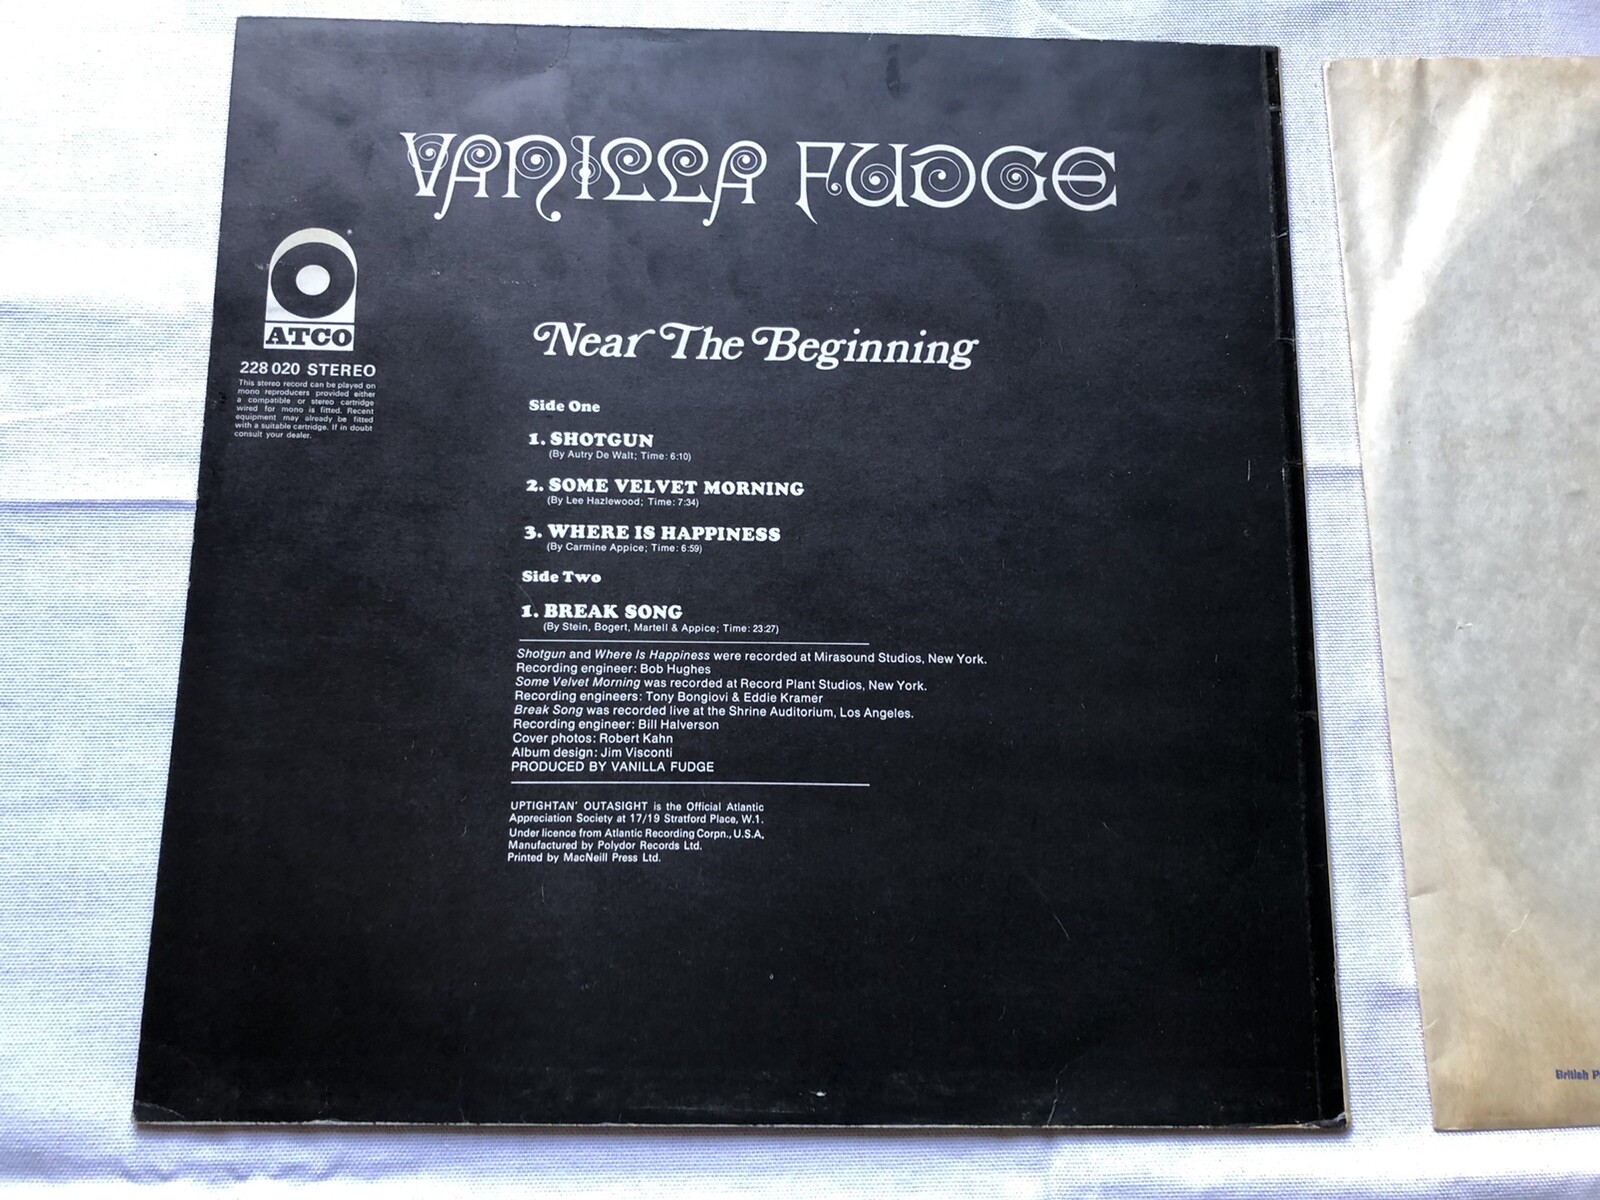 VANILLA FUDGE
ATCO
228 020 STEREO
This stereo record can be played on
mono reproducers provided either
a compatible or stereo cartridge
wired for mono is fitted. Recent
equipment may already be fitted
with a suitable cartridge. If in doubt
consult your dealer.
Near The Beginning
Side One
1. SHOTGUN
(By Autry De Walt; Time: 6:10)
2. SOME VELVET MORNING
(By Lee Hazlewood; Time: 7:34)
3. WHERE IS HAPPINESS
(By Carmine Appice; Time: 6:59)
Side Two
1. BREAK SONG
(By Stein, Bogert, Martell & Appice; Time: 23:27)
Shotgun and Where Is Happiness were recorded at Mirasound Studios, New York.
Recording engineer: Bob Hughes
Some Velvet Morning was recorded at Record Plant Studios, New York.
Recording engineers: Tony Bongiovi & Eddie Kramer
Break Song was recorded live at the Shrine Auditorium, Los Angeles.
Recording engineer: Bill Halverson
Cover photos: Robert Kahn
Album design: Jim Visconti
PRODUCED BY VANILLA FUDGE
UPTIGHTAN' OUTASIGHT is the Official Atlantic
Appreciation Society at 17/19 Stratford Place, W.1.
Under licence from Atlantic Recording Corpn., U.S.A.
Manufactured by Polydor Records Ltd.
Printed by MacNeill Press Ltd.
British